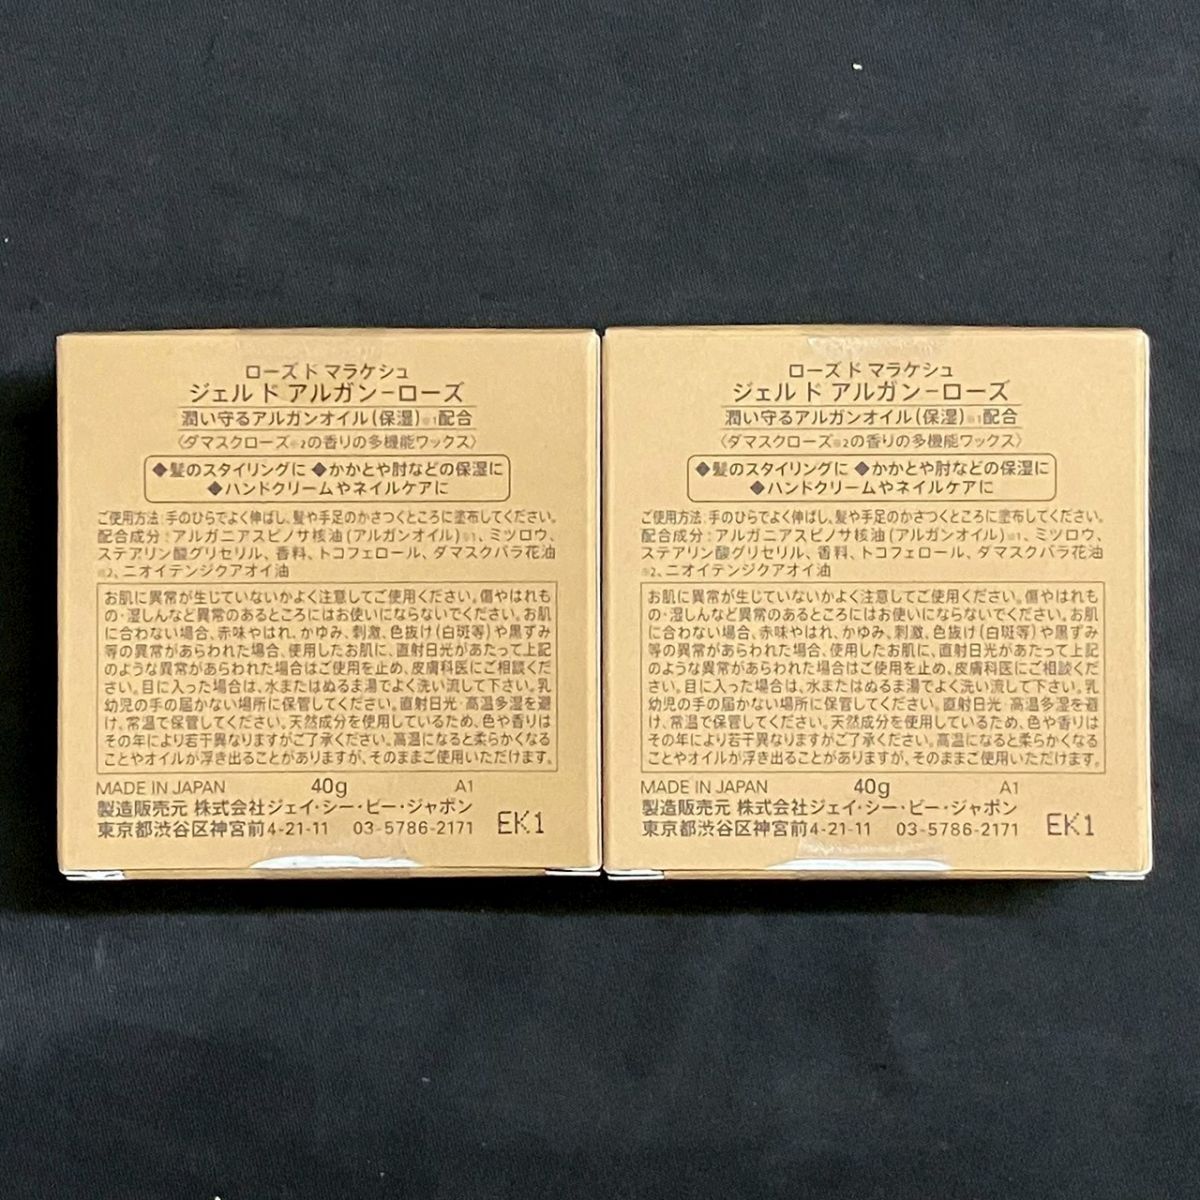 ローズ ド マラケシュ
ジェル ド アルガン−ローズ
潤い守るアルガンオイル(保湿)※1配合
〈ダマスクローズ※2の香りの多機能ワックス〉
◆髪のスタイリングに ◆かかとや肘などの保湿に
◆ハンドクリームやネイルケアに
ご使用方法:手のひらでよく伸ばし、髪や手足のかさつくところに塗布してください。
配合成分:アルガニアスピノサ核油(アルガンオイル)※1、ミツロウ、
ステアリン酸グリセリル、香料、トコフェロール、ダマスクバラ花油
※2、ニオイテンジクアオイ油
お肌に異常が生じていないかよく注意してご使用ください。傷やはれも
の・湿しんなど異常のあるところにはお使いにならないでください。お肌
に合わない場合、赤味やはれ、かゆみ、刺激、色抜け(白斑等)や黒ずみ
等の異常があらわれた場合、使用したお肌に、直射日光があたって上記
のような異常があらわれた場合はご使用を止め、皮膚科医にご相談くだ
さい。目に入った場合は、水またはぬるま湯でよく洗い流して下さい。乳
幼児の手の届かない場所に保管してください。直射日光・高温多湿を避
け、常温で保管してください。天然成分を使用しているため、色や香りは
その年により若干異なりますがご了承ください。高温になると柔らかくなる
ことやオイルが浮き出ることがありますが、そのままご使用いただけます。
MADE IN JAPAN 40g A1
製造販売元 株式会社ジェイ・シー・ビー・ジャポン
東京都渋谷区神宮前4-21-11 03-5786-2171 EK1
ローズ ド マラケシュ
ジェル ド アルガン−ローズ
潤い守るアルガンオイル(保湿)※1配合
〈ダマスクローズ※2の香りの多機能ワックス〉
◆髪のスタイリングに ◆かかとや肘などの保湿に
◆ハンドクリームやネイルケアに
ご使用方法:手のひらでよく伸ばし、髪や手足のかさつくところに塗布してください。
配合成分:アルガニアスピノサ核油(アルガンオイル)※1、ミツロウ、
ステアリン酸グリセリル、香料、トコフェロール、ダマスクバラ花油
※2、ニオイテンジクアオイ油
お肌に異常が生じていないかよく注意してご使用ください。傷やはれも
の・湿しんなど異常のあるところにはお使いにならないでください。お肌
に合わない場合、赤味やはれ、かゆみ、刺激、色抜け(白斑等)や黒ずみ
等の異常があらわれた場合、使用したお肌に、直射日光があたって上記
のような異常があらわれた場合はご使用を止め、皮膚科医にご相談くだ
さい。目に入った場合は、水またはぬるま湯でよく洗い流して下さい。乳
幼児の手の届かない場所に保管してください。直射日光・高温多湿を避
け、常温で保管してください。天然成分を使用しているため、色や香りは
その年により若干異なりますがご了承ください。高温になると柔らかくなる
ことやオイルが浮き出ることがありますが、そのままご使用いただけます。
MADE IN JAPAN 40g A1
製造販売元 株式会社ジェイ・シー・ビー・ジャポン
東京都渋谷区神宮前4-21-11 03-5786-2171 EK1